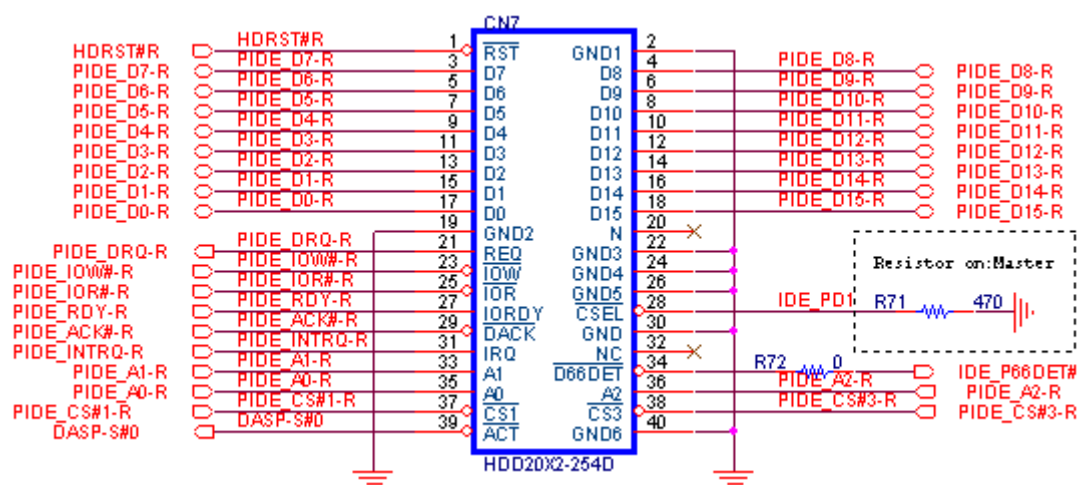 CN7
HDRST#R HDRST#R 1 RST GND1 2
PIDE_D7-R PIDE_D7-R 3 D7 D8 4 PIDE_D8-R PIDE_D8-R
PIDE_D6-R PIDE_D6-R 5 D6 D9 6 PIDE_D9-R PIDE_D9-R
PIDE_D5-R PIDE_D5-R 7 D5 D10 8 PIDE_D10-R PIDE_D10-R
PIDE_D4-R PIDE_D4-R 9 D4 D11 10 PIDE_D11-R PIDE_D11-R
PIDE_D3-R PIDE_D3-R 11 D3 D12 12 PIDE_D12-R PIDE_D12-R
PIDE_D2-R PIDE_D2-R 13 D2 D13 14 PIDE_D13-R PIDE_D13-R
PIDE_D1-R PIDE_D1-R 15 D1 D14 16 PIDE_D14-R PIDE_D14-R
PIDE_D0-R PIDE_D0-R 17 D0 D15 18 PIDE_D15-R PIDE_D15-R
19 GND2 N 20
PIDE_DRQ-R PIDE_DRQ-R 21 REQ GND3 22
PIDE_IOW#-R PIDE_IOW#-R 23 IOW GND4 24 Resistor on:Master
PIDE_IOR#-R PIDE_IOR#-R 25 IOR GND5 26
PIDE_RDY-R PIDE_RDY-R 27 IORDY CSEL 28 IDE_PD1 R71 470
PIDE_ACK#-R PIDE_ACK#-R 29 DACK GND 30
PIDE_INTRQ-R PIDE_INTRQ-R 31 IRQ NC 32
PIDE_A1-R PIDE_A1-R 33 A1 D66DET 34 R72 0 IDE_P66DET#
PIDE_A0-R PIDE_A0-R 35 A0 A2 36 PIDE_A2-R PIDE_A2-R
PIDE_CS#1-R PIDE_CS#1-R 37 CS1 CS3 38 PIDE_CS#3-R PIDE_CS#3-R
DASP-S#0 DASP-S#0 39 ACT GND6 40
HDD20X2-254D